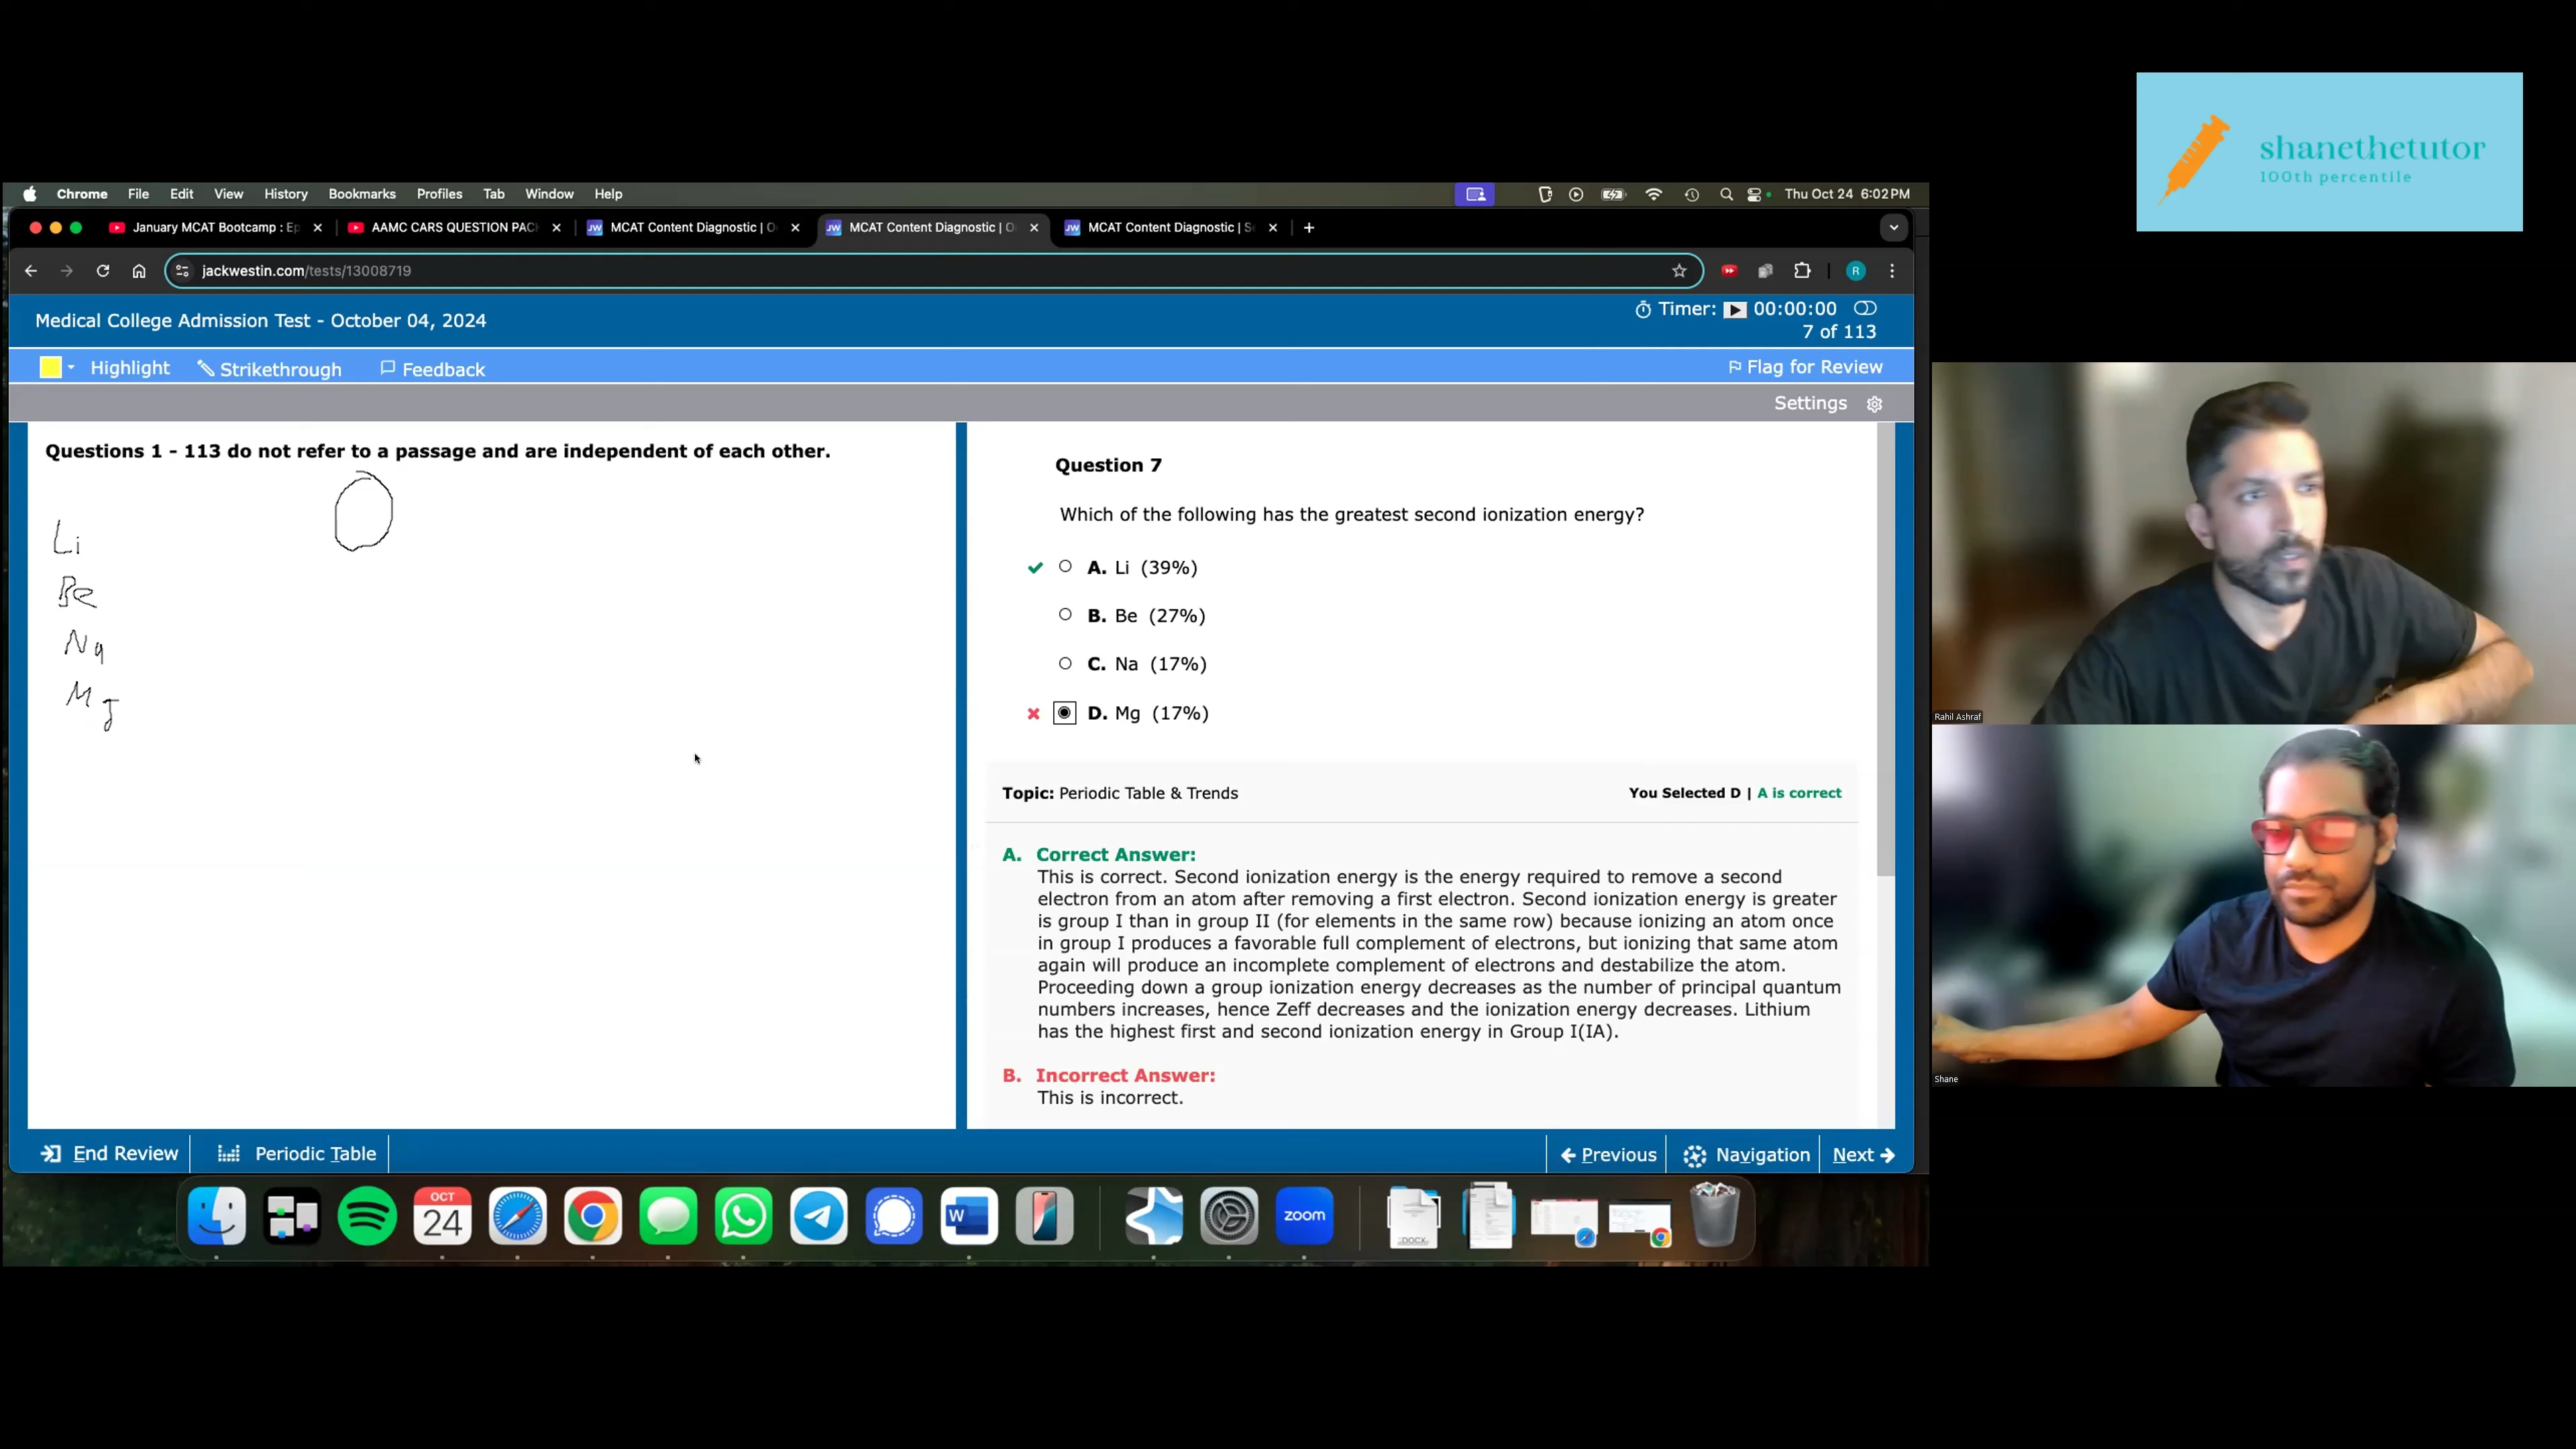 shanethetutor
100th percentile
Chrome File Edit View History Bookmarks Profiles Tab Window Help
Thu Oct 24 6:02 PM
January MCAT Bootcamp : Ep
AAMC CARS QUESTION PAC
MCAT Content Diagnostic | O
MCAT Content Diagnostic | O
MCAT Content Diagnostic | S
jackwestin.com/tests/13008719
R
Medical College Admission Test - October 04, 2024
Timer: 00:00:00
7 of 113
Highlight Strikethrough Feedback
Flag for Review
Settings
Questions 1 - 113 do not refer to a passage and are independent of each other.
Li
Be
Na
Mg
Question 7
Which of the following has the greatest second ionization energy?
A. Li (39%)
B. Be (27%)
C. Na (17%)
D. Mg (17%)
Topic: Periodic Table & Trends
You Selected D | A is correct
A. Correct Answer:
This is correct. Second ionization energy is the energy required to remove a second
electron from an atom after removing a first electron. Second ionization energy is greater
is group I than in group II (for elements in the same row) because ionizing an atom once
in group I produces a favorable full complement of electrons, but ionizing that same atom
again will produce an incomplete complement of electrons and destabilize the atom.
Proceeding down a group ionization energy decreases as the number of principal quantum
numbers increases, hence Zeff decreases and the ionization energy decreases. Lithium
has the highest first and second ionization energy in Group I(IA).
B. Incorrect Answer:
This is incorrect.
End Review Periodic Table
Previous Navigation Next
OCT
24
W
zoom
DOCX
Rahil Ashraf
Shane